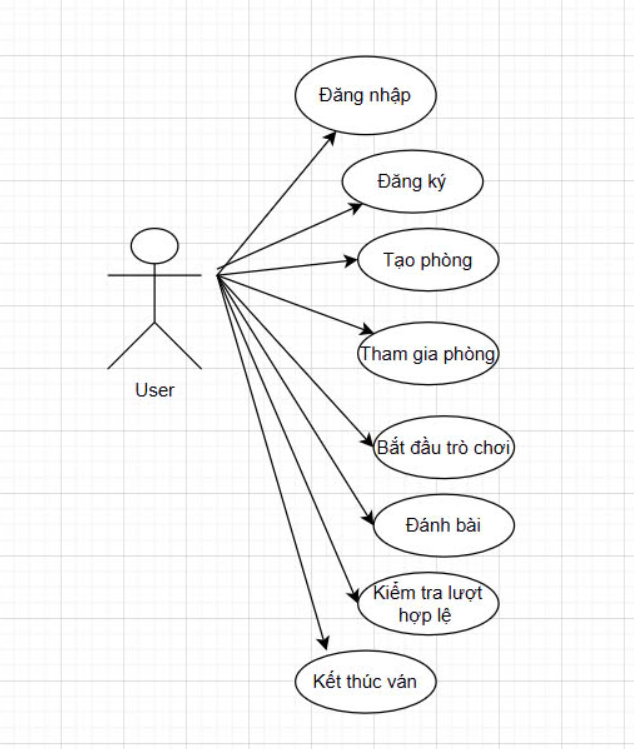 Đăng nhập
Đăng ký
Tạo phòng
Tham gia phòng
User
Bắt đầu trò chơi
Đánh bài
Kiểm tra lượt
hợp lệ
Kết thúc ván